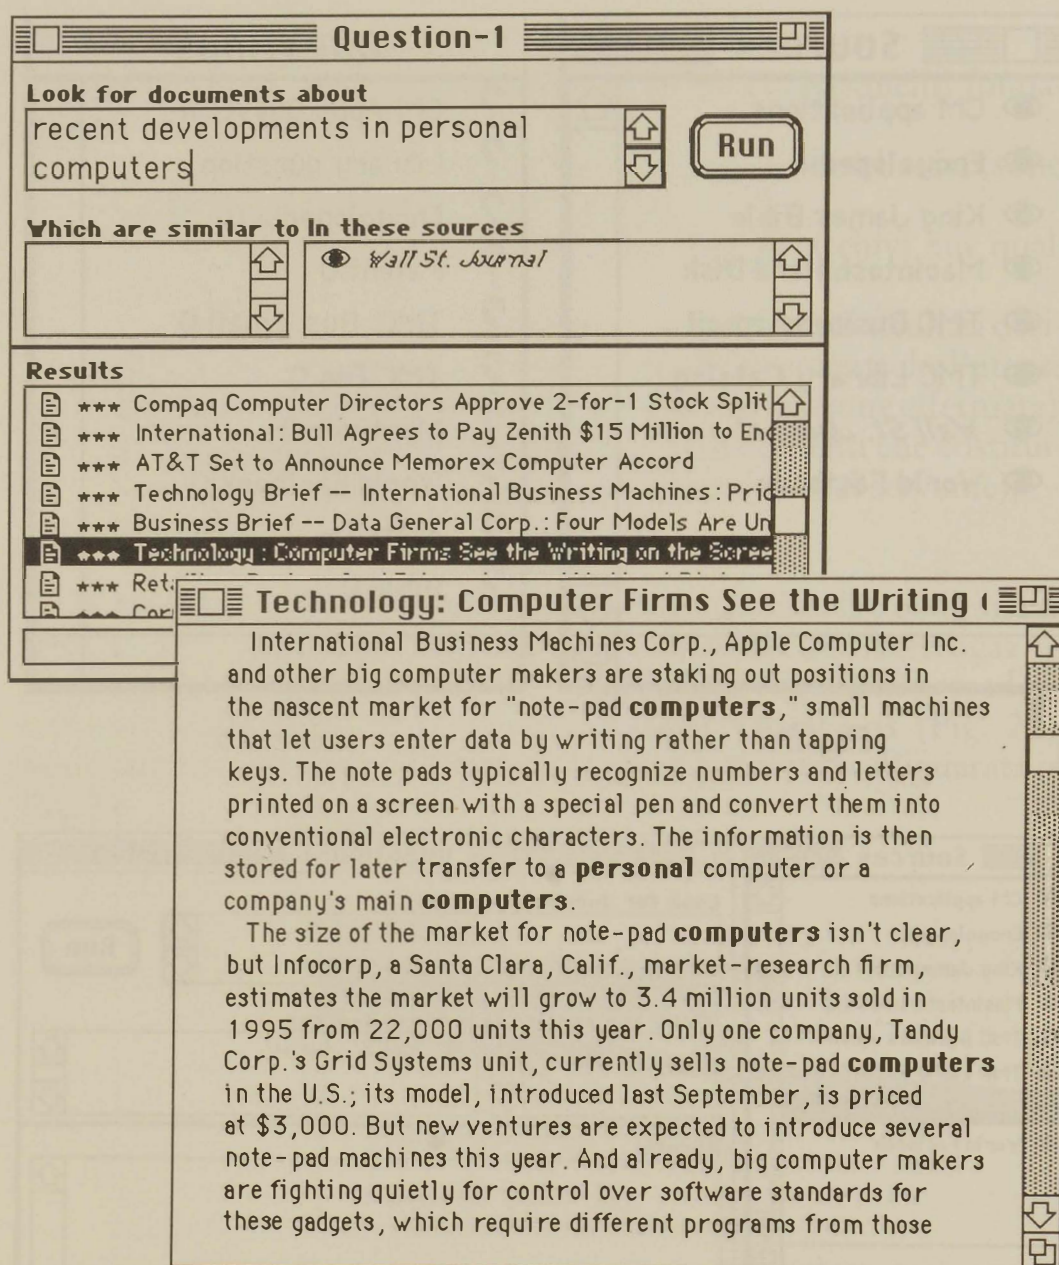 Question-1
Look for documents about
recent developments in personal
computers
Run
Which are similar to In these sources
Wall St. Journal
Results
*** Compaq Computer Directors Approve 2-for-1 Stock Split
*** International: Bull Agrees to Pay Zenith $15 Million to End
*** AT&T Set to Announce Memorex Computer Accord
*** Technology Brief -- International Business Machines: Pric
*** Business Brief -- Data General Corp.: Four Models Are Un
*** Technology: Computer Firms See the Writing on the Scree
*** Ret
*** Cor
Technology: Computer Firms See the Writing
International Business Machines Corp., Apple Computer Inc.
and other big computer makers are staking out positions in
the nascent market for "note-pad computers," small machines
that let users enter data by writing rather than tapping
keys. The note pads typically recognize numbers and letters
printed on a screen with a special pen and convert them into
conventional electronic characters. The information is then
stored for later transfer to a personal computer or a
company's main computers.
The size of the market for note-pad computers isn't clear,
but Infocorp, a Santa Clara, Calif., market-research firm,
estimates the market will grow to 3.4 million units sold in
1995 from 22,000 units this year. Only one company, Tandy
Corp.'s Grid Systems unit, currently sells note-pad computers
in the U.S.; its model, introduced last September, is priced
at $3,000. But new ventures are expected to introduce several
note-pad machines this year. And already, big computer makers
are fighting quietly for control over software standards for
these gadgets, which require different programs from those